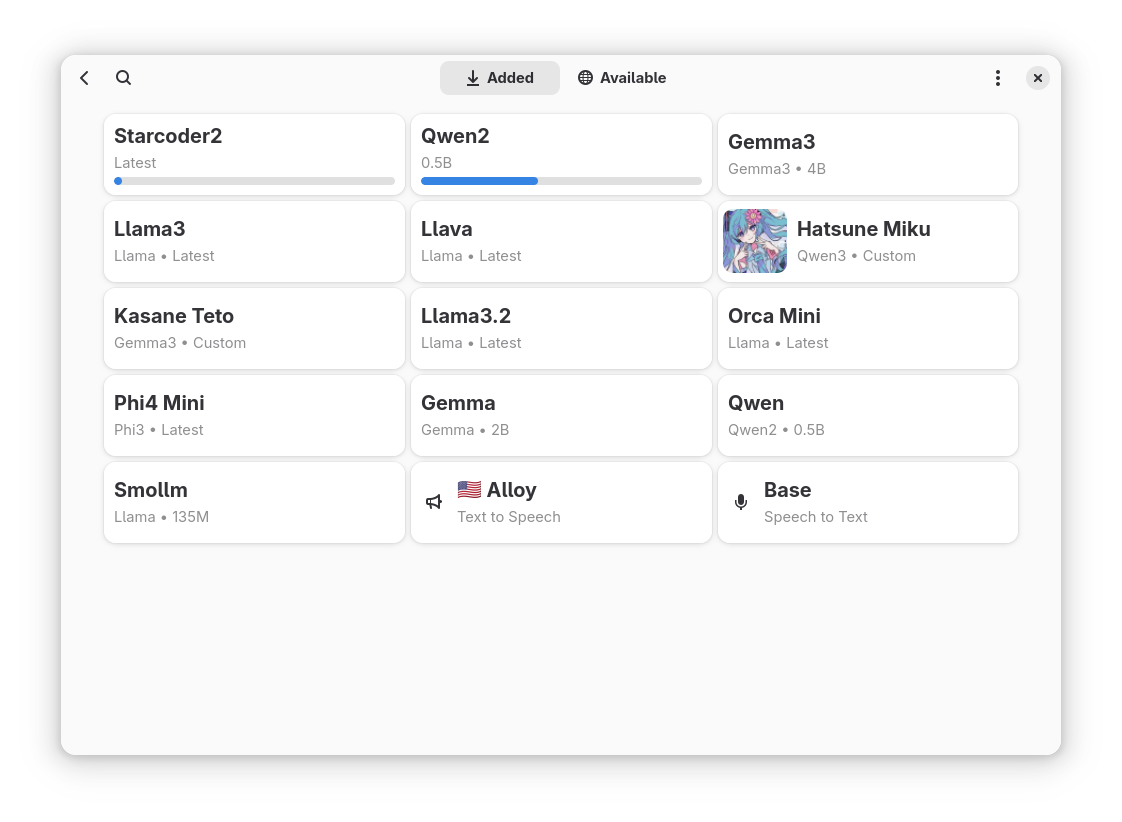 Added
Available
Starcoder2
Latest
Qwen2
0.5B
Gemma3
Gemma3 • 4B
Llama3
Llama • Latest
Llava
Llama • Latest
Hatsune Miku
Qwen3 • Custom
Kasane Teto
Gemma3 • Custom
Llama3.2
Llama • Latest
Orca Mini
Llama • Latest
Phi4 Mini
Phi3 • Latest
Gemma
Gemma • 2B
Qwen
Qwen2 • 0.5B
Smollm
Llama • 135M
🇺🇸 Alloy
Text to Speech
Base
Speech to Text